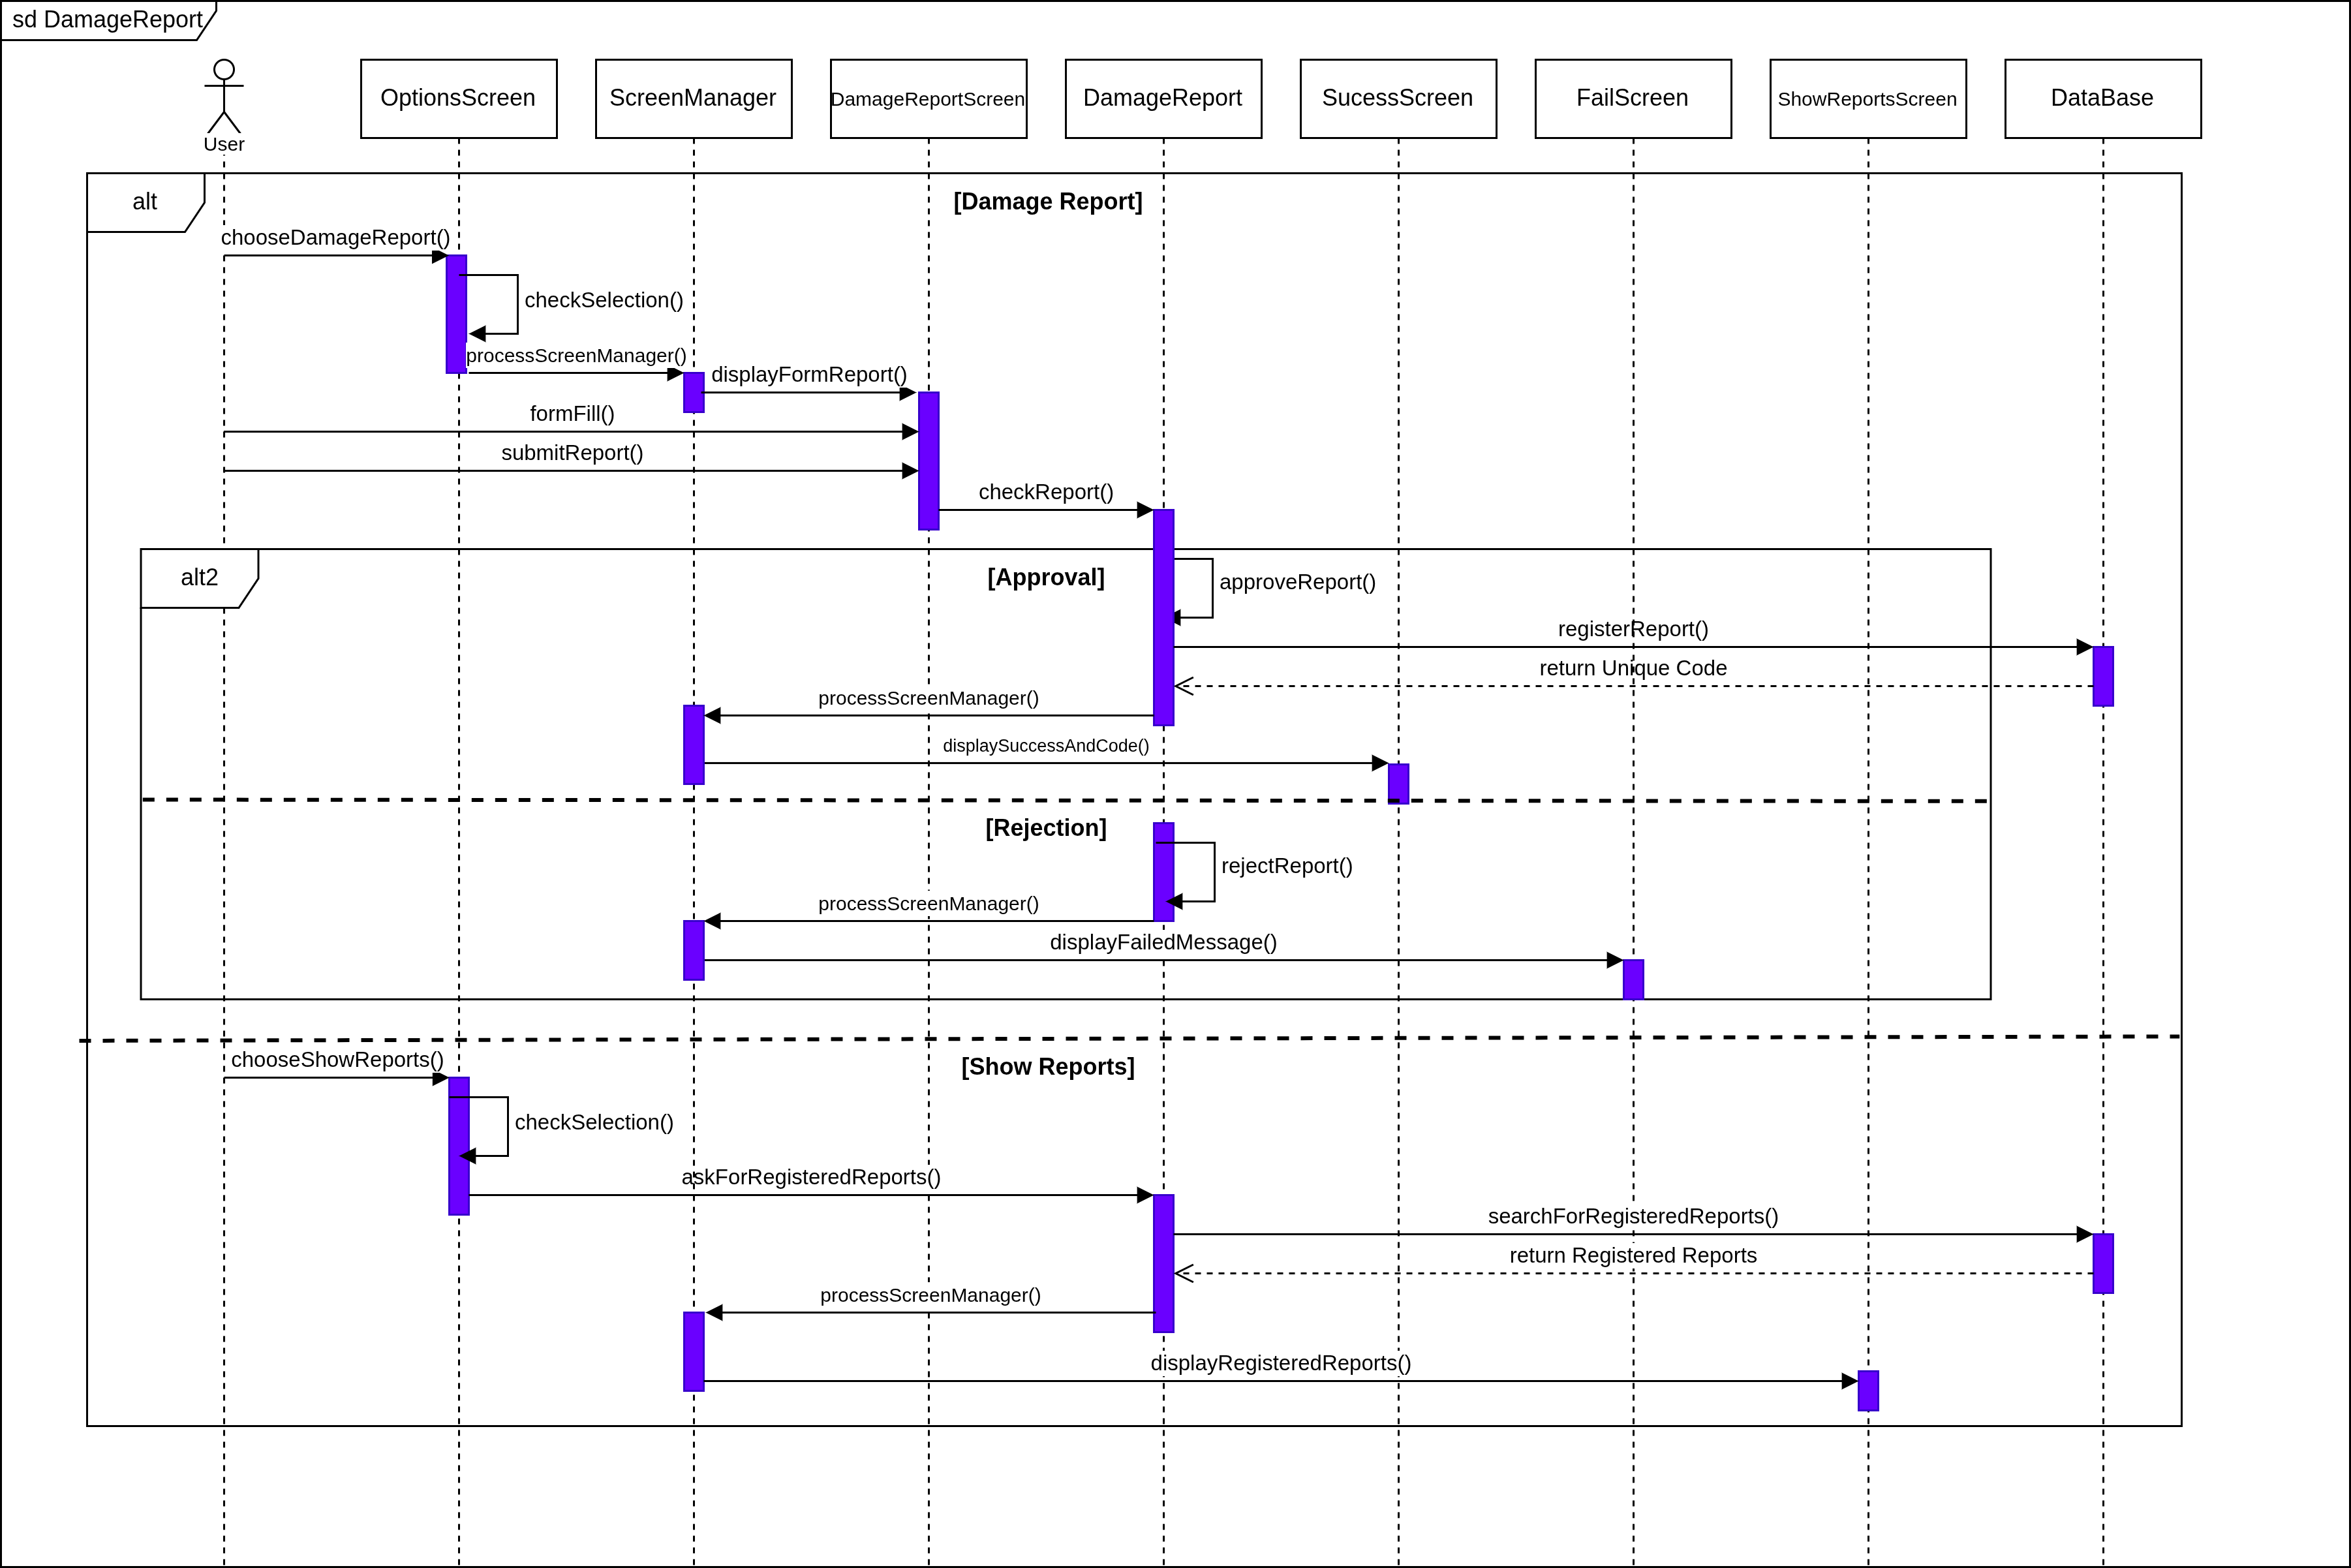 sd DamageReport
User
OptionsScreen
ScreenManager
DamageReportScreen
DamageReport
SucessScreen
FailScreen
ShowReportsScreen
DataBase
alt
[Damage Report]
chooseDamageReport()
checkSelection()
processScreenManager()
displayFormReport()
formFill()
submitReport()
checkReport()
alt2
[Approval]
approveReport()
registerReport()
return Unique Code
processScreenManager()
displaySuccessAndCode()
[Rejection]
rejectReport()
processScreenManager()
displayFailedMessage()
chooseShowReports()
[Show Reports]
checkSelection()
askForRegisteredReports()
searchForRegisteredReports()
return Registered Reports
processScreenManager()
displayRegisteredReports()